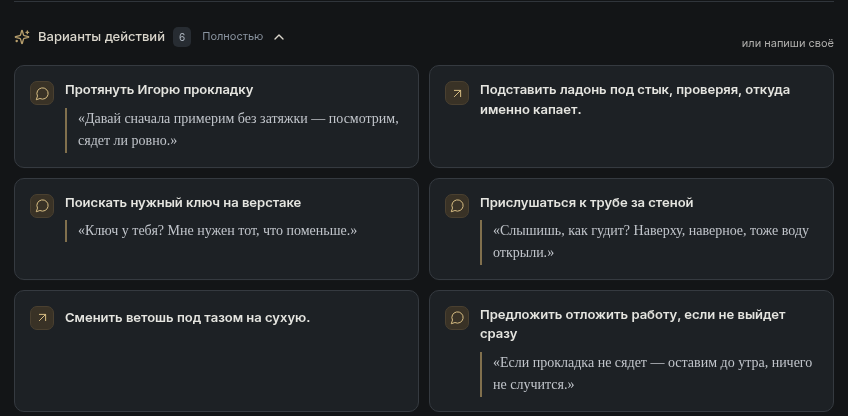 Варианты действий 6 Полностью
или напиши своё
Протянуть Игорю прокладку
«Давай сначала примерим без затяжки — посмотрим,
сядет ли ровно.»
Подставить ладонь под стык, проверяя, откуда
именно капает.
Поискать нужный ключ на верстаке
«Ключ у тебя? Мне нужен тот, что поменьше.»
Прислушаться к трубе за стеной
«Слышишь, как гудит? Наверху, наверное, тоже воду
открыли.»
Сменить ветошь под тазом на сухую.
Предложить отложить работу, если не выйдет
сразу
«Если прокладка не сядет — оставим до утра, ничего
не случится.»